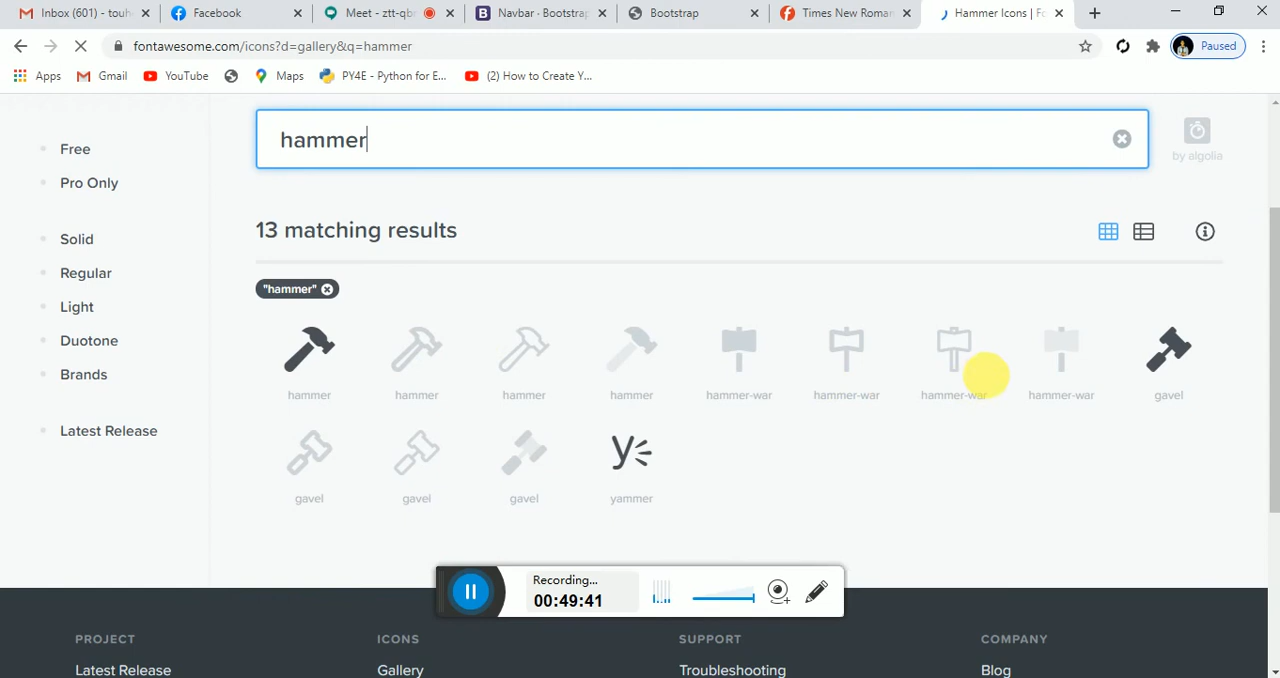 Inbox (601) - touh
Facebook
Meet - ztt-qb
Navbar · Bootstrap
Bootstrap
Times New Roman
Hammer Icons | Fo
fontawesome.com/icons?d=gallery&q=hammer
Paused
Apps
Gmail
YouTube
Maps
PY4E - Python for E...
(2) How to Create Y...
hammer
by algolia
Free
Pro Only
Solid
Regular
Light
Duotone
Brands
Latest Release
13 matching results
"hammer"
hammer hammer hammer hammer hammer-war hammer-war hammer-war hammer-war gavel
gavel gavel gavel yammer
Recording...
00:49:41
PROJECT ICONS SUPPORT COMPANY
Latest Release Gallery Troubleshooting Blog